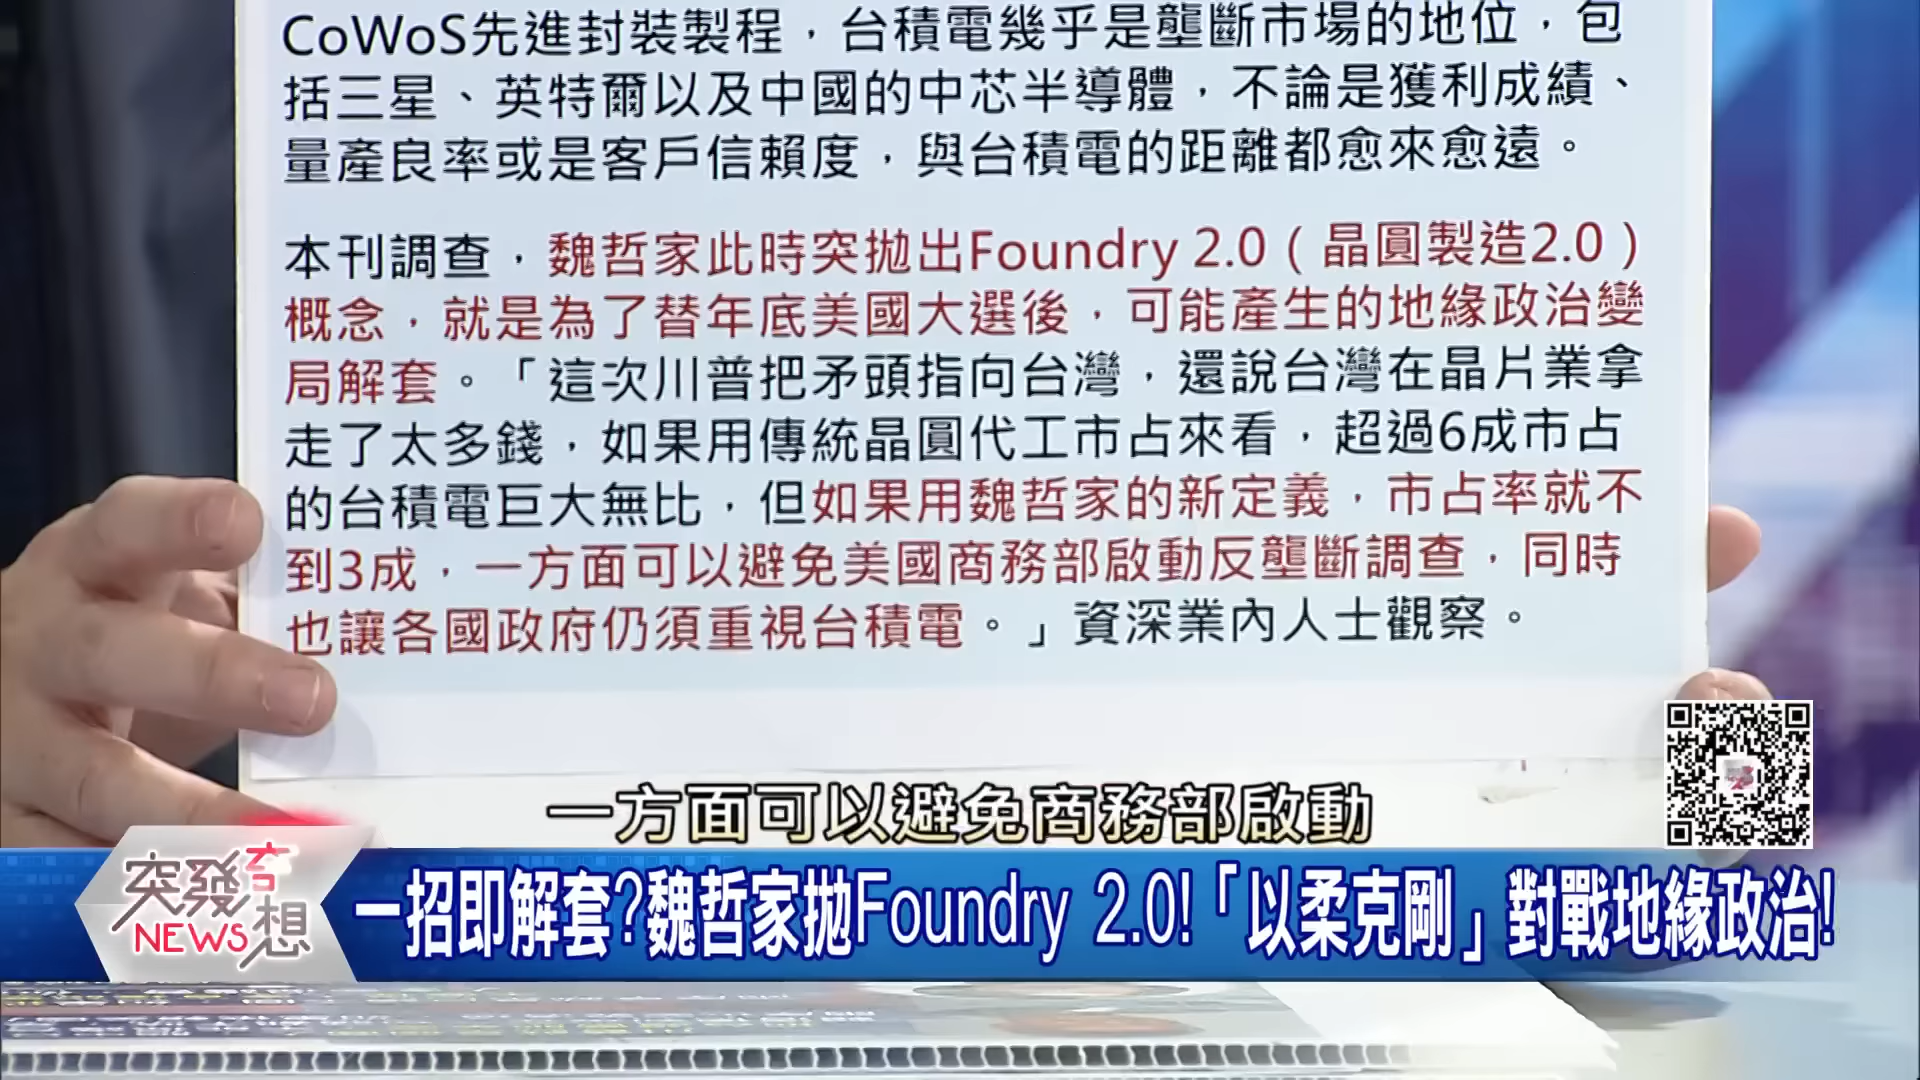 CoWoS先進封裝製程，台積電幾乎是壟斷市場的地位，包
括三星、英特爾以及中國的中芯半導體，不論是獲利成績、
量產良率或是客戶信賴度，與台積電的距離都愈來愈遠。
本刊調查，魏哲家此時突拋出Foundry 2.0（晶圓製造2.0）
概念，就是為了替年底美國大選後，可能產生的地緣政治變
局解套。「這次川普把矛頭指向台灣，還說台灣在晶片業拿
走了太多錢，如果用傳統晶圓代工市占來看，超過6成市占
的台積電巨大無比，但如果用魏哲家的新定義，市占率就不
到3成，一方面可以避免美國商務部啟動反壟斷調查，同時
也讓各國政府仍須重視台積電。」資深業內人士觀察。
一方面可以避免商務部啟動
突發奇想
NEWS
一招即解套?魏哲家拋Foundry 2.0!「以柔克剛」對戰地緣政治!